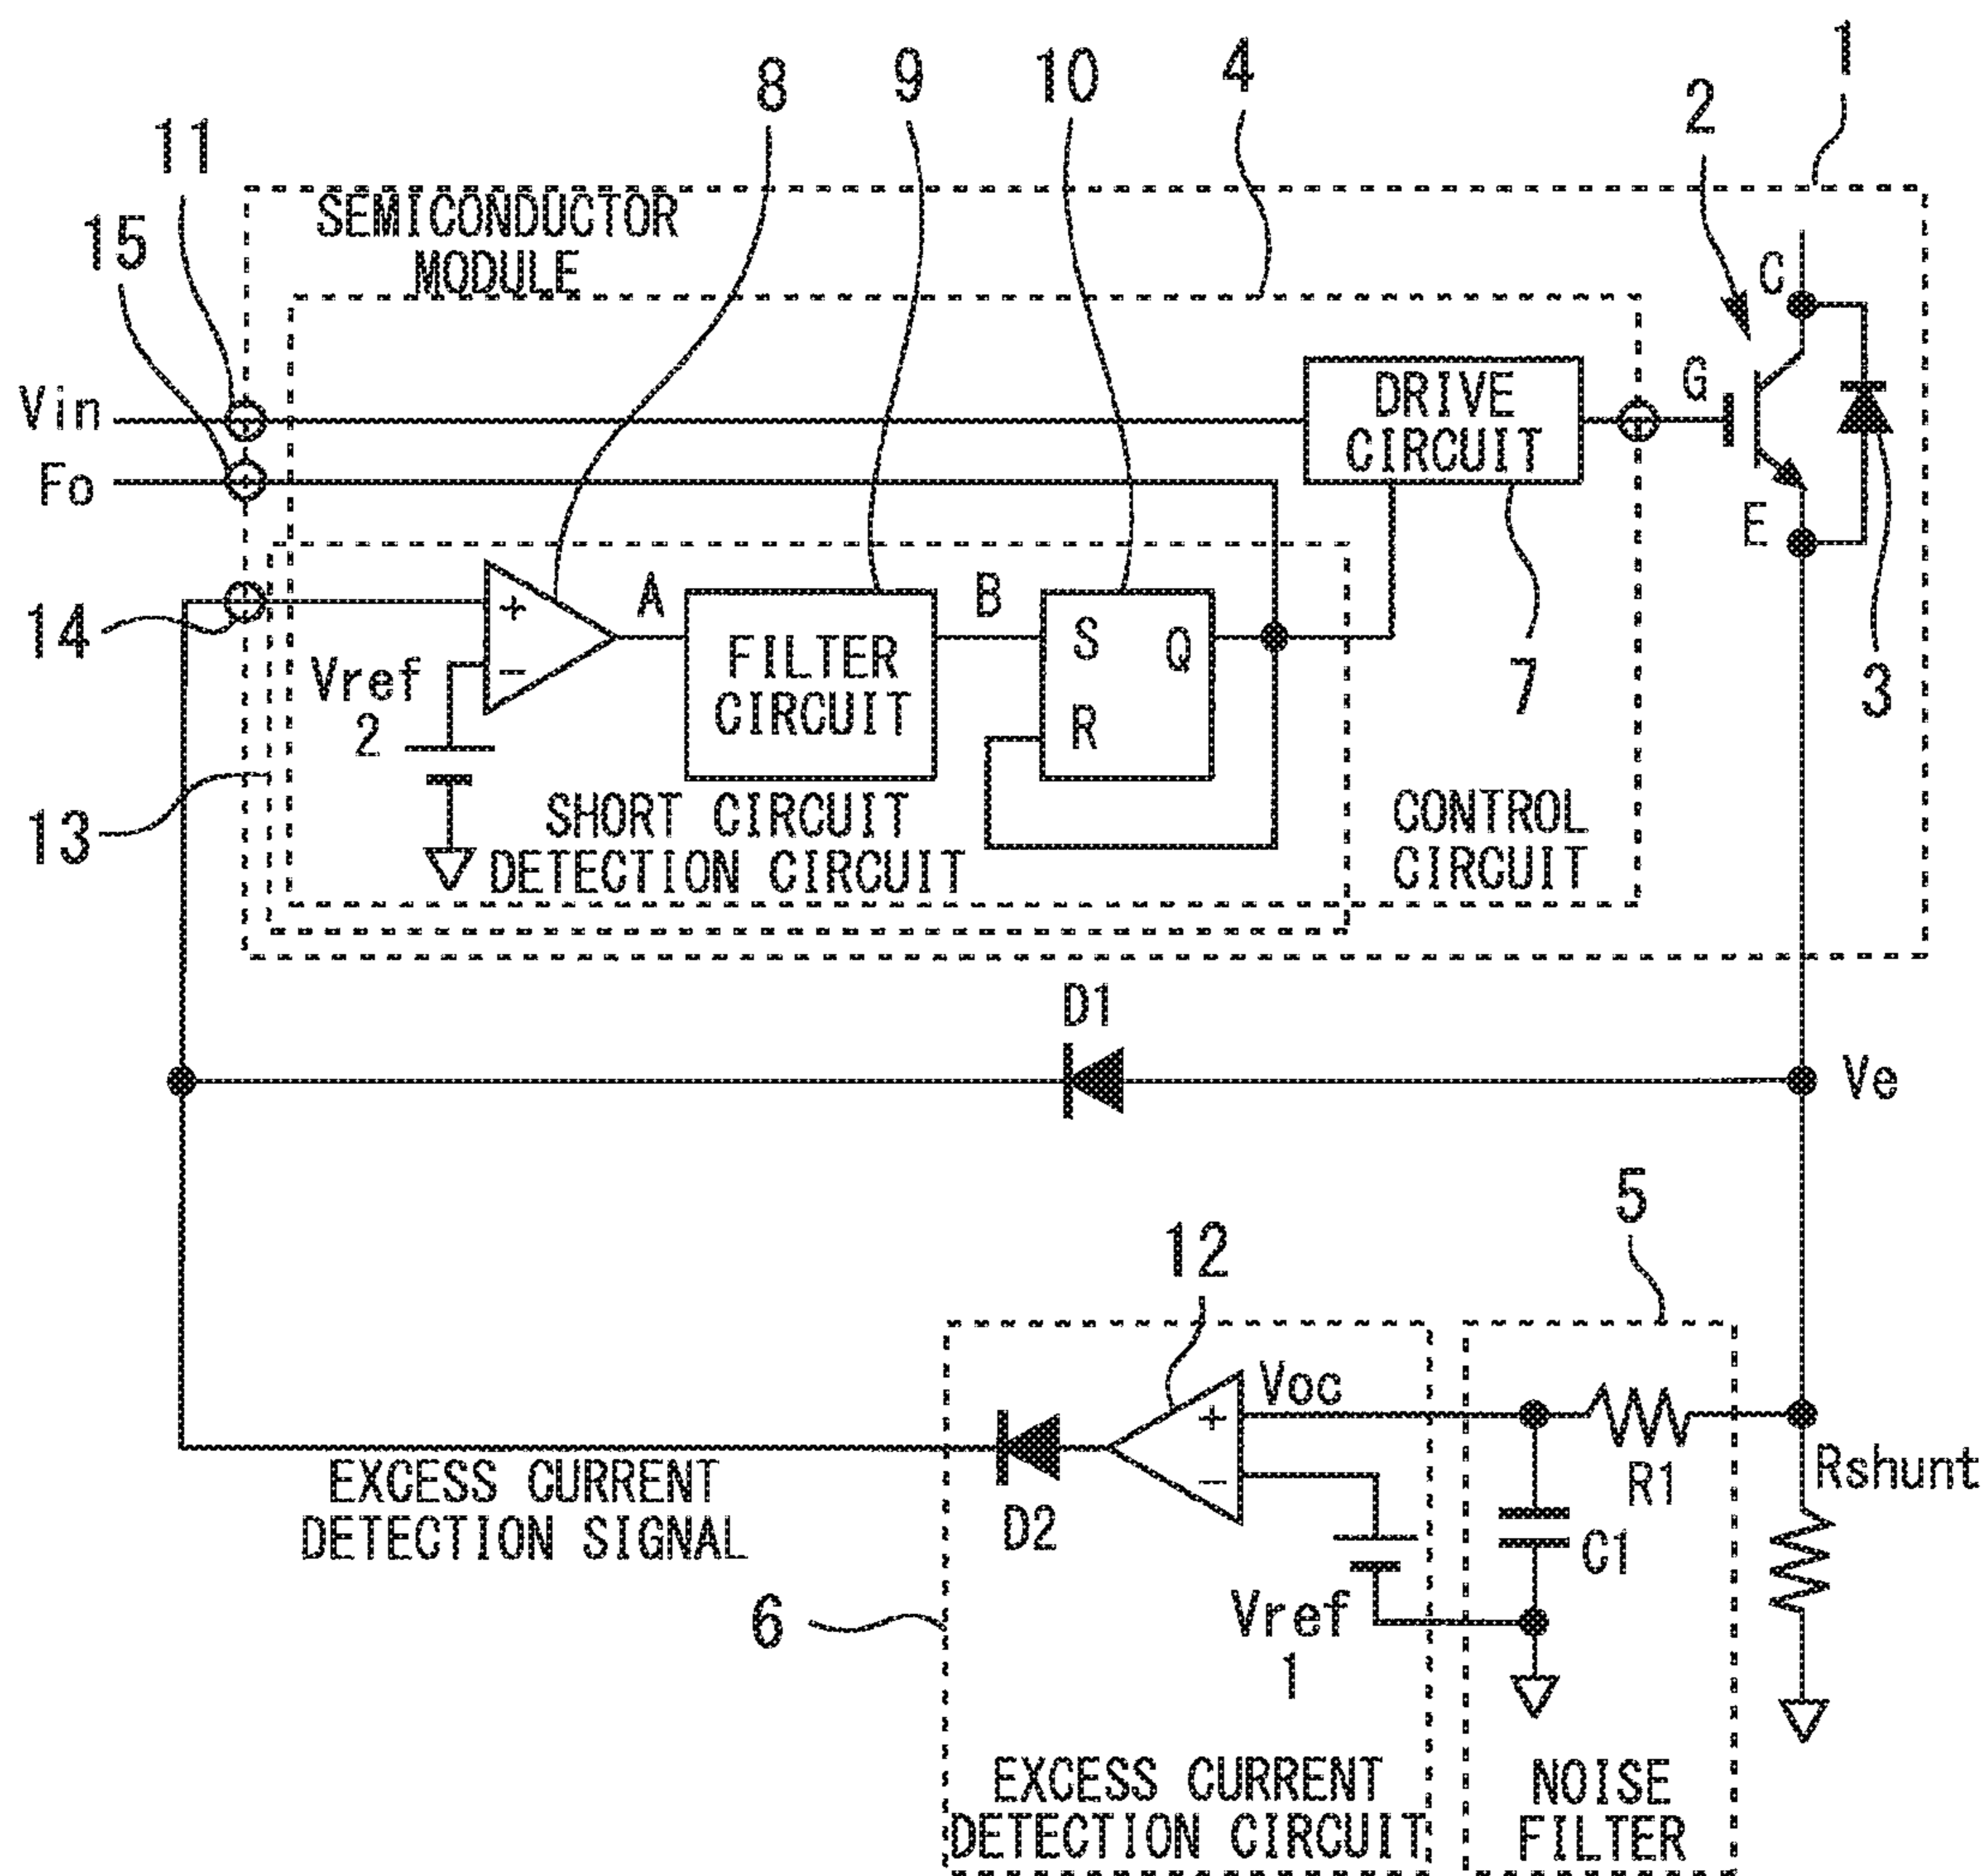 1
4
10
9
8
2
11
15
SEMICONDUCTOR
MODULE
C
G
Vin
DRIVE
CIRCUIT
Fo
E
14
+
A
B
S
Q
FILTER
CIRCUIT
Vref
2
−
R
7
3
13
SHORT CIRCUIT
DETECTION CIRCUIT
CONTROL
CIRCUIT
D1
Ve
5
12
Voc
+
−
R1
Rshunt
EXCESS CURRENT
DETECTION SIGNAL
D2
C1
6
Vref
1
EXCESS CURRENT
DETECTION CIRCUIT
NOISE
FILTER